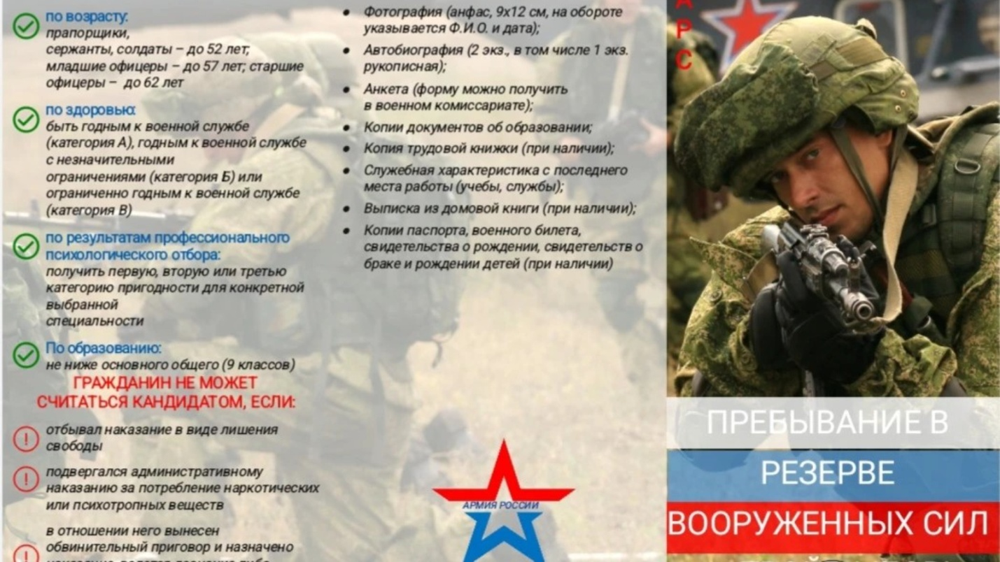 по возрасту:
прапорщики,
сержанты, солдаты – до 52 лет;
младшие офицеры – до 57 лет; старшие
офицеры – до 62 лет
по здоровью:
быть годным к военной службе
(категория А), годным к военной службе
с незначительными
ограничениями (категория Б) или
ограниченно годным к военной службе
(категория В)
по результатам профессионального
психологического отбора:
получить первую, вторую или третью
категорию пригодности для конкретной
выбранной
специальности
По образованию:
не ниже основного общего (9 классов)
ГРАЖДАНИН НЕ МОЖЕТ
СЧИТАТЬСЯ КАНДИДАТОМ, ЕСЛИ:
отбывал наказание в виде лишения
свободы
подвергался административному
наказанию за потребление наркотических
или психотропных веществ
в отношении него вынесен
обвинительный приговор и назначено
Фотография (анфас, 9х12 см, на обороте
указывается Ф.И.О. и дата);
Автобиография (2 экз., в том числе 1 экз.
рукописная);
Анкета (форму можно получить
в военном комиссариате);
Копии документов об образовании;
Копия трудовой книжки (при наличии);
Служебная характеристика с последнего
места работы (учебы, службы);
Выписка из домовой книги (при наличии);
Копии паспорта, военного билета,
свидетельства о рождении, свидетельств о
браке и рождении детей (при наличии)
АРМИЯ РОССИИ
А
Р
С
ПРЕБЫВАНИЕ В
РЕЗЕРВЕ
ВООРУЖЕННЫХ СИЛ